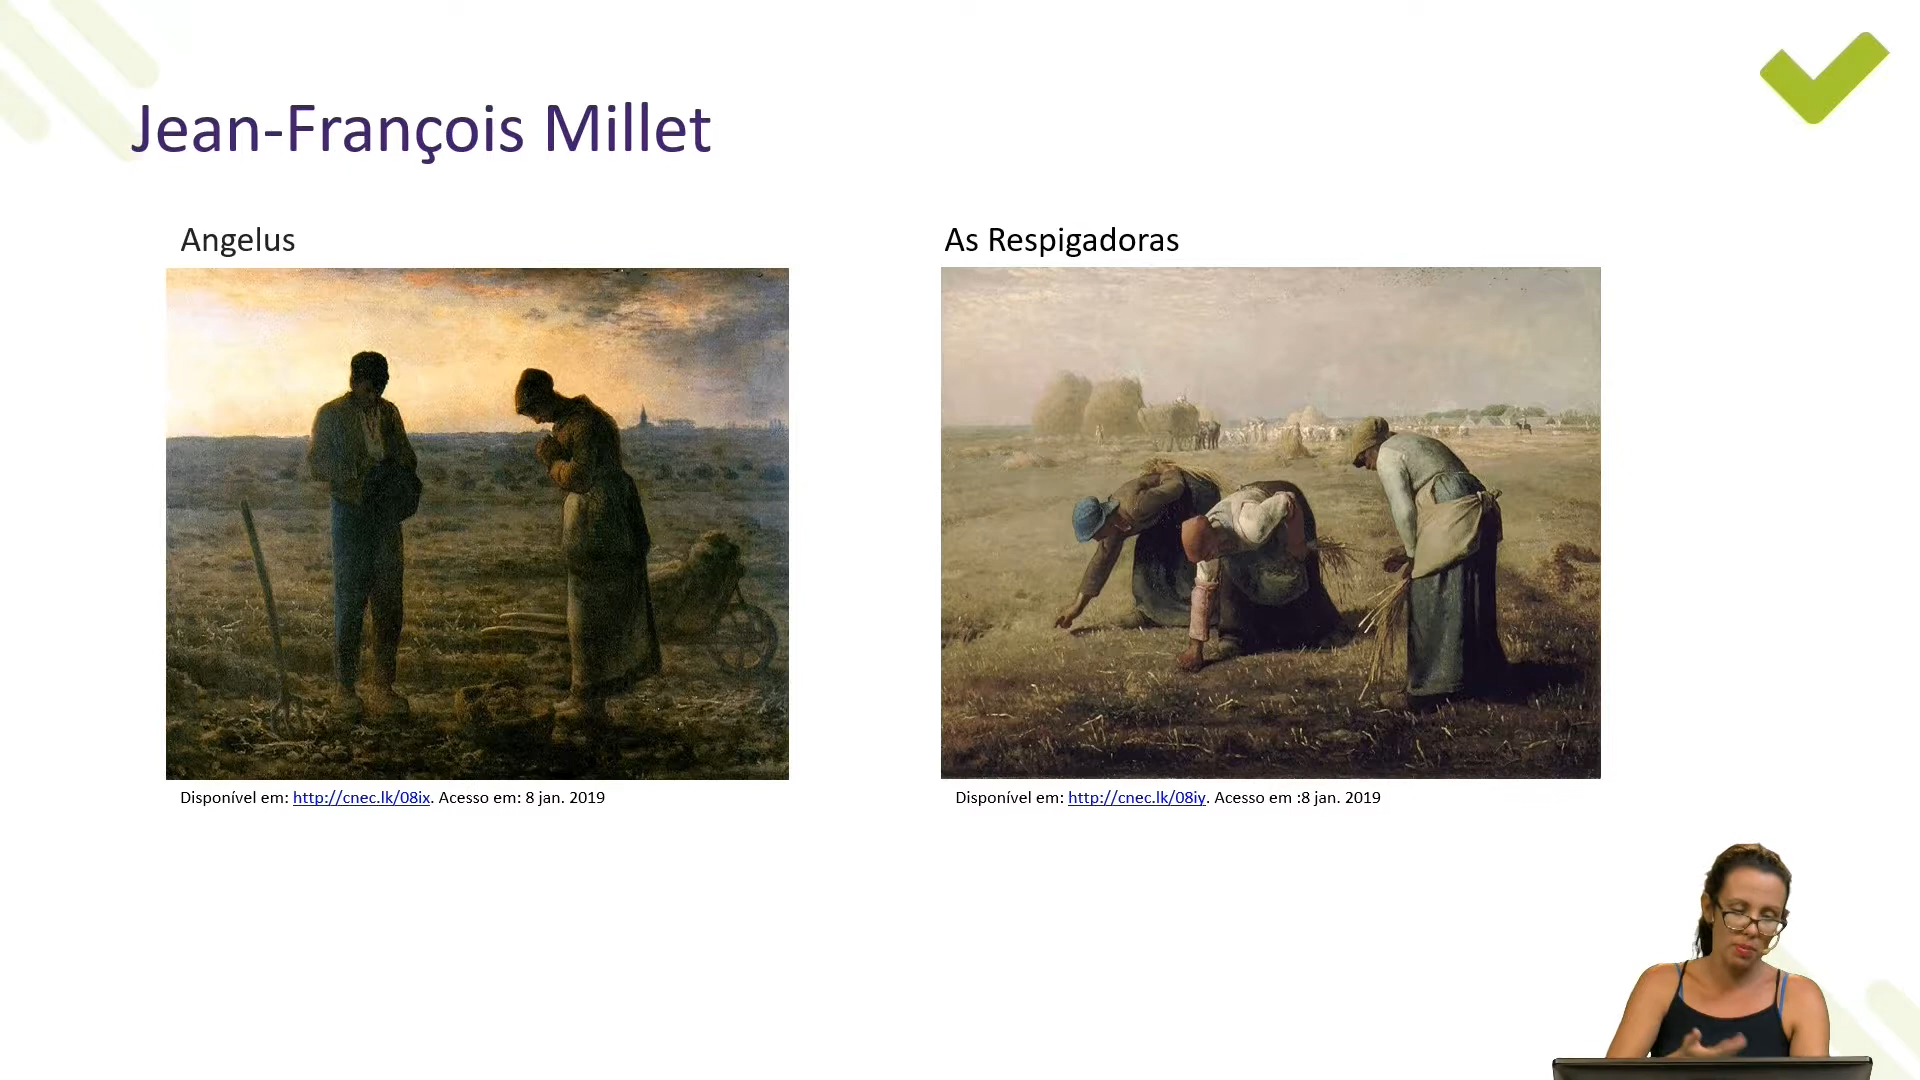 Jean-François Millet
Angelus
As Respigadoras
Disponível em: http://cnec.lk/08ix. Acesso em: 8 jan. 2019
Disponível em: http://cnec.lk/08iy. Acesso em :8 jan. 2019